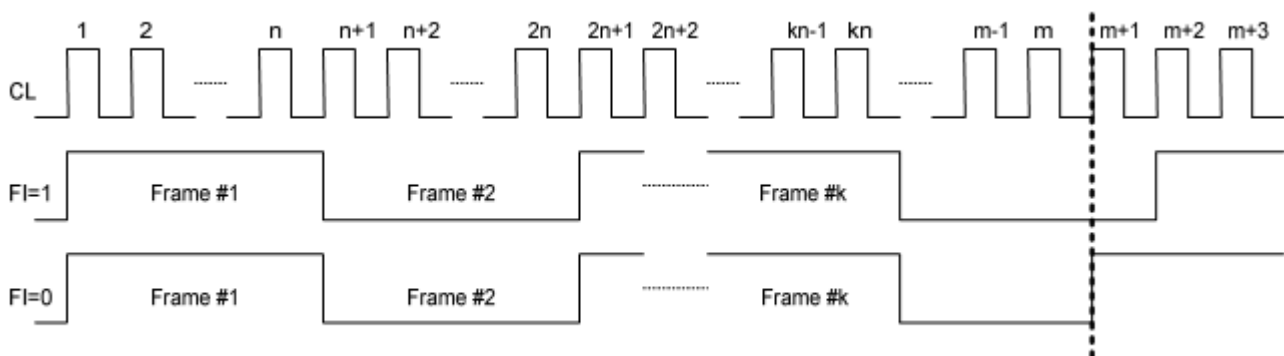 1 2 n n+1 n+2 2n 2n+1 2n+2 kn-1 kn m-1 m m+1 m+2 m+3
CL
FI=1 Frame #1 Frame #2 Frame #k
FI=0 Frame #1 Frame #2 Frame #k